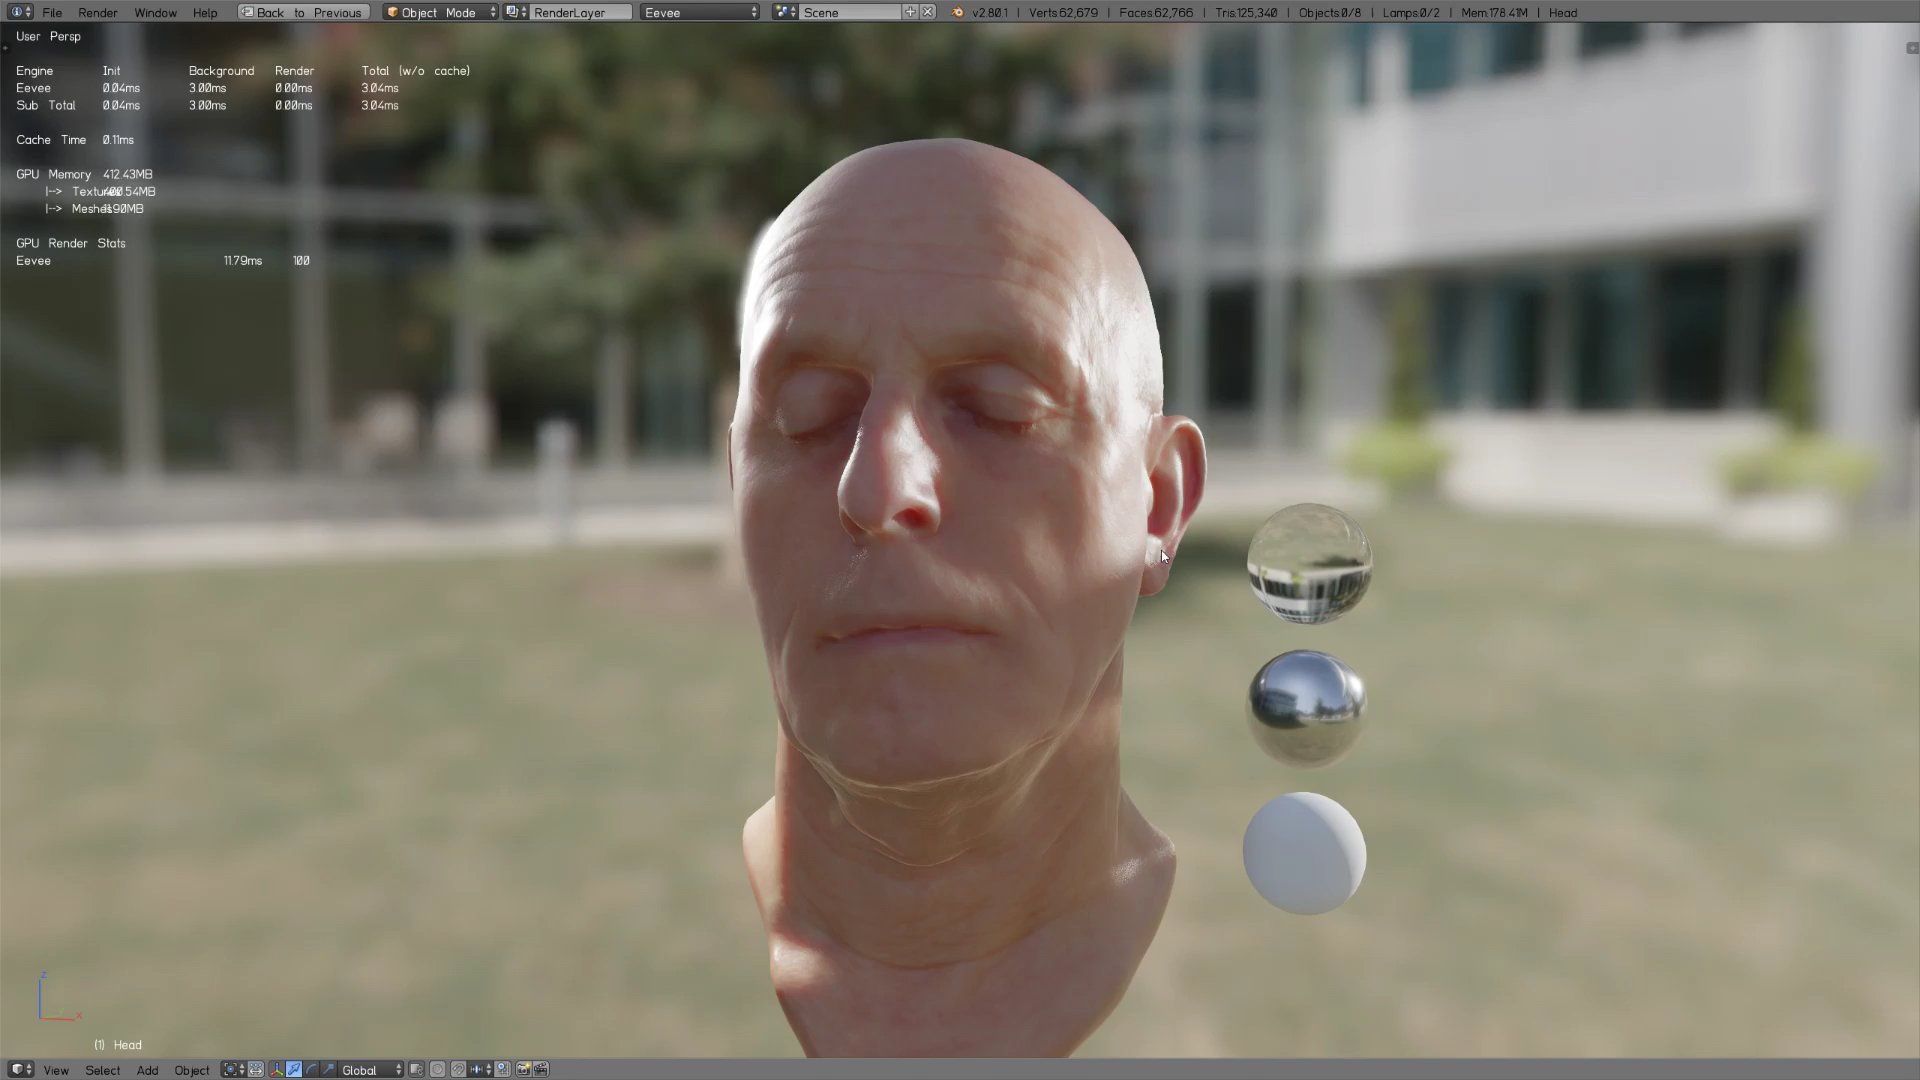 File Render Window Help Back to Previous Object Mode RenderLayer Eevee Scene v2.80.1 | Verts:62,679 | Faces:62,766 | Tris:125,340 | Objects:0/8 | Lamps:0/2 | Mem:178.41M | Head
User Persp
Engine Init Background Render Total (w/o cache)
Eevee 0.04ms 3.00ms 0.00ms 3.04ms
Sub Total 0.04ms 3.00ms 0.00ms 3.04ms
Cache Time 0.11ms
GPU Memory 412.43MB
|--> 
|--> 
GPU Render Stats
Eevee 11.79ms 100
z
x
(1) Head
View Select Add Object Global